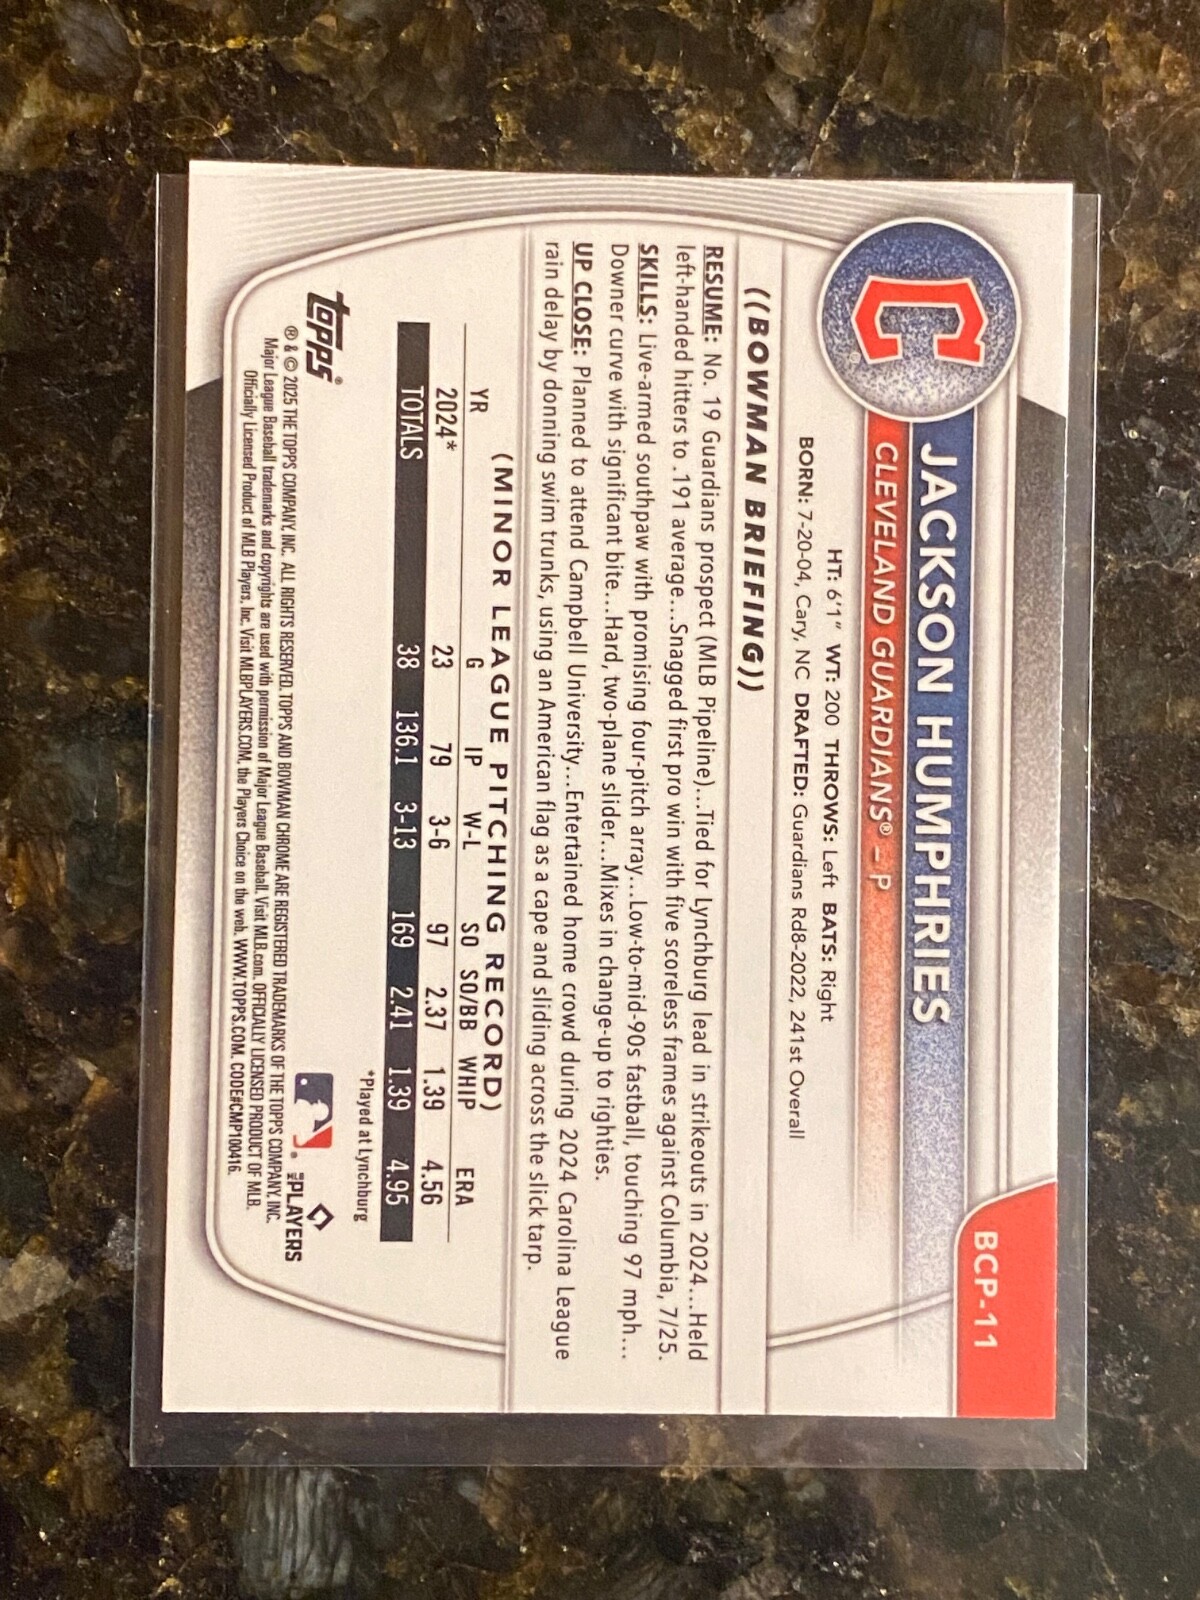 BCP-11
C
JACKSON HUMPHRIES
CLEVELAND GUARDIANS® – P
HT: 6'1" WT: 200 THROWS: Left BATS: Right
BORN: 7-20-04, Cary, NC DRAFTED: Guardians Rd8-2022, 241st Overall
((BOWMAN BRIEFING))
RESUME: No. 19 Guardians prospect (MLB Pipeline)...Tied for Lynchburg lead in strikeouts in 2024...Held
left-handed hitters to .191 average...Snagged first pro win with five scoreless frames against Columbia, 7/25.
SKILLS: Live-armed southpaw with promising four-pitch array...Low-to-mid-90s fastball, touching 97 mph...
Downer curve with significant bite...Hard, two-plane slider...Mixes in change-up to righties.
UP CLOSE: Planned to attend Campbell University...Entertained home crowd during 2024 Carolina League
rain delay by donning swim trunks, using an American flag as a cape and sliding across the slick tarp.
(MINOR LEAGUE PITCHING RECORD)
YR G IP W-L SO SO/BB WHIP ERA
2024* 23 79 3-6 97 2.37 1.39 4.56
TOTALS 38 136.1 3-13 169 2.41 1.39 4.95
*Played at Lynchburg
topps®
MLB PLAYERS
® & © 2025 THE TOPPS COMPANY, INC. ALL RIGHTS RESERVED. TOPPS AND BOWMAN CHROME ARE REGISTERED TRADEMARKS OF THE TOPPS COMPANY, INC.
Major League Baseball trademarks and copyrights are used with permission of Major League Baseball. Visit MLB.com. OFFICIALLY LICENSED PRODUCT OF MLB.
Officially Licensed Product of MLB Players, Inc. Visit MLBPLAYERS.COM, the Players Choice on the web. WWW.TOPPS.COM. CODE#CMP100416.